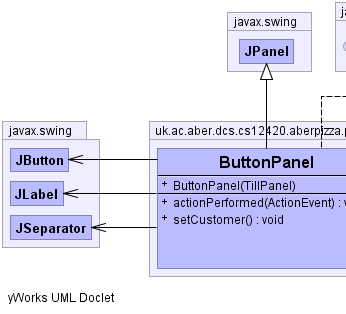 javax.swing
jav
JPanel
javax.swing
uk.ac.aber.dcs.cs12420.aberpizza.
JButton
JLabel
JSeparator
ButtonPanel
+ ButtonPanel(TillPanel)
+ actionPerformed(ActionEvent) :
+ setCustomer() : void
yWorks UML Doclet